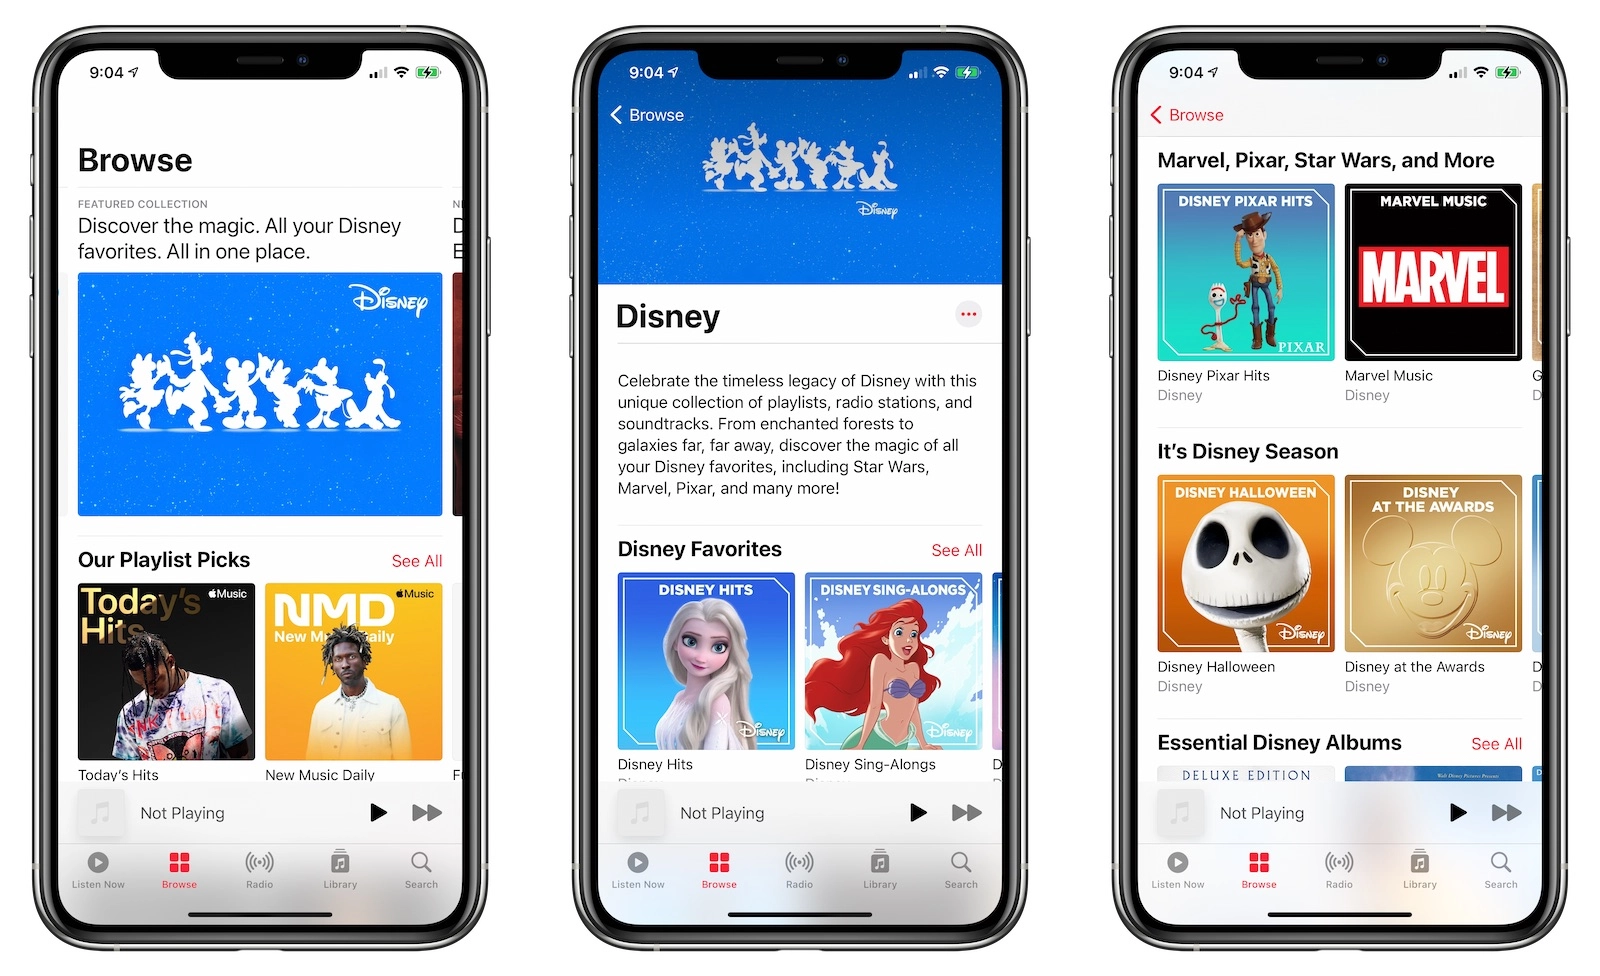 9:04
Browse
FEATURED COLLECTION
Discover the magic. All your Disney
favorites. All in one place.
Disney
Our Playlist Picks
See All
Today's
Hits
Music
NMD
New Music Daily
Music
Today's Hits
New Music Daily
Not Playing
Listen Now
Browse
Radio
Library
Search
9:04
Browse
Disney
Disney
Celebrate the timeless legacy of Disney with this
unique collection of playlists, radio stations, and
soundtracks. From enchanted forests to
galaxies far, far away, discover the magic of all
your Disney favorites, including Star Wars,
Marvel, Pixar, and many more!
Disney Favorites
See All
DISNEY HITS
Disney
DISNEY SING-ALONGS
Disney
Disney Hits
Disney Sing-Alongs
Not Playing
Listen Now
Browse
Radio
Library
Search
9:04
Browse
Marvel, Pixar, Star Wars, and More
DISNEY PIXAR HITS
PIXAR
MARVEL MUSIC
MARVEL
Disney Pixar Hits
Disney
Marvel Music
Disney
It's Disney Season
DISNEY HALLOWEEN
Disney
DISNEY
AT THE AWARDS
Disney
Disney Halloween
Disney
Disney at the Awards
Disney
Essential Disney Albums
See All
DELUXE EDITION
Walt Disney Pictures Presents
Not Playing
Listen Now
Browse
Radio
Library
Search